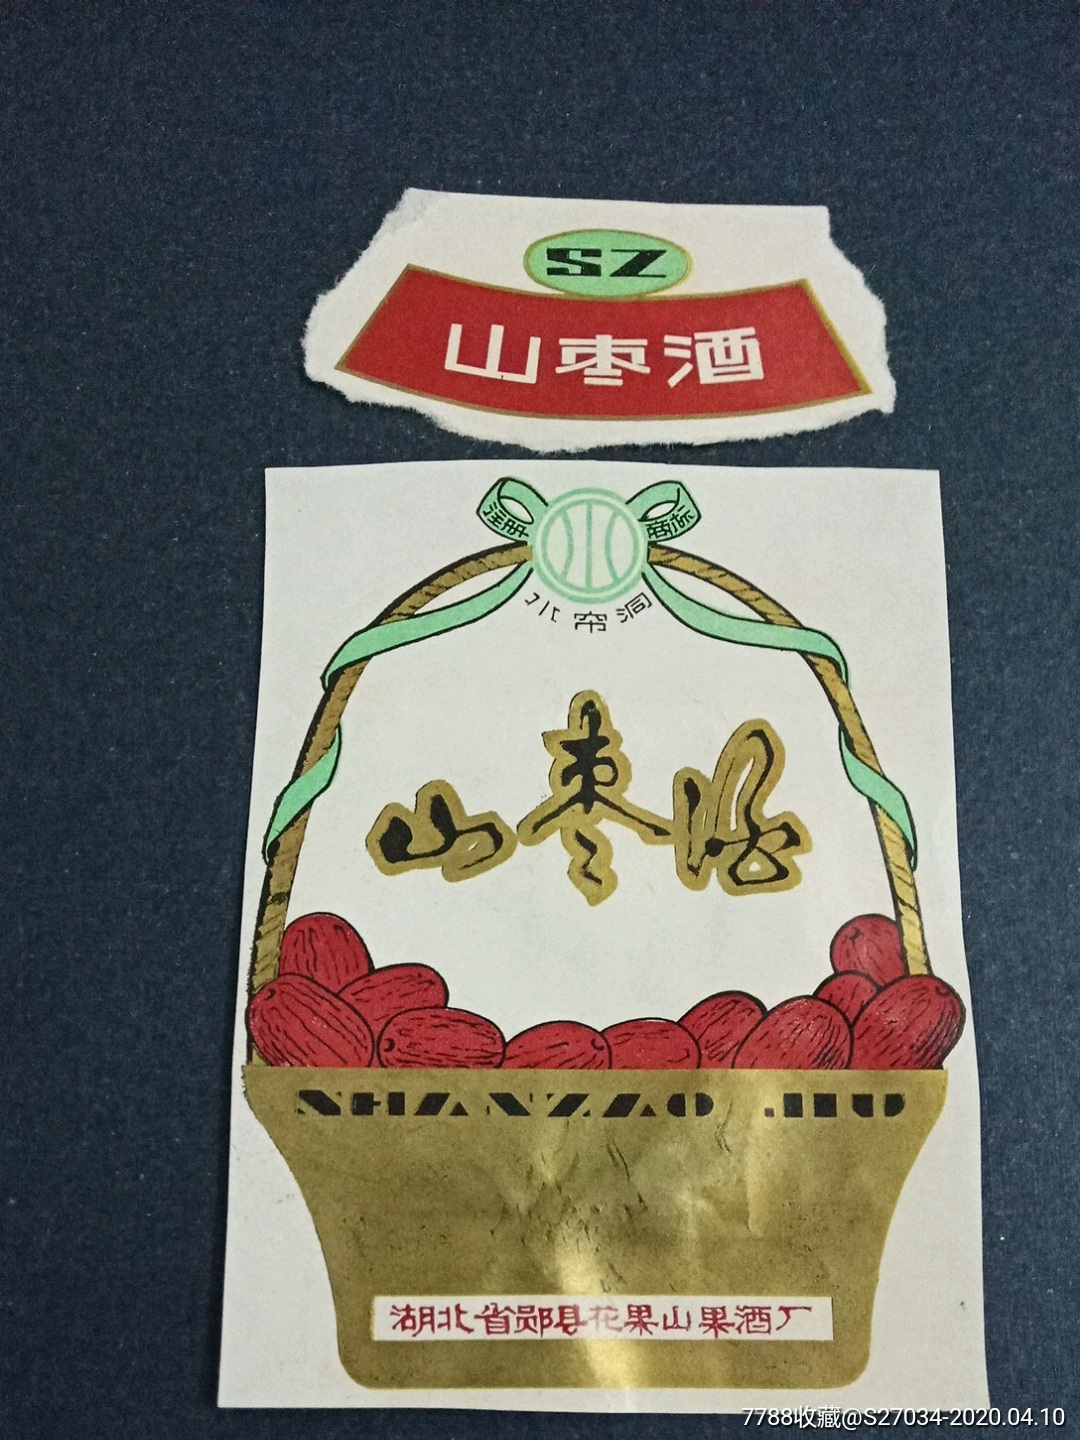 SZ
山枣酒
注册 商标
水帘洞
山枣酒
SHANZAO JIU
湖北省郧县花果山果酒厂
7788收藏@S27034-2020.04.10